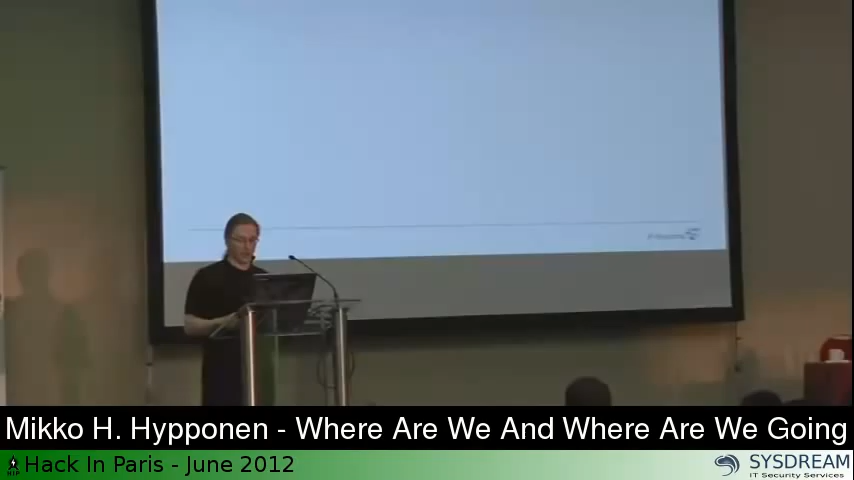 Mikko H. Hypponen - Where Are We And Where Are We Going
Hack In Paris - June 2012
SYSDREAM
IT Security Services